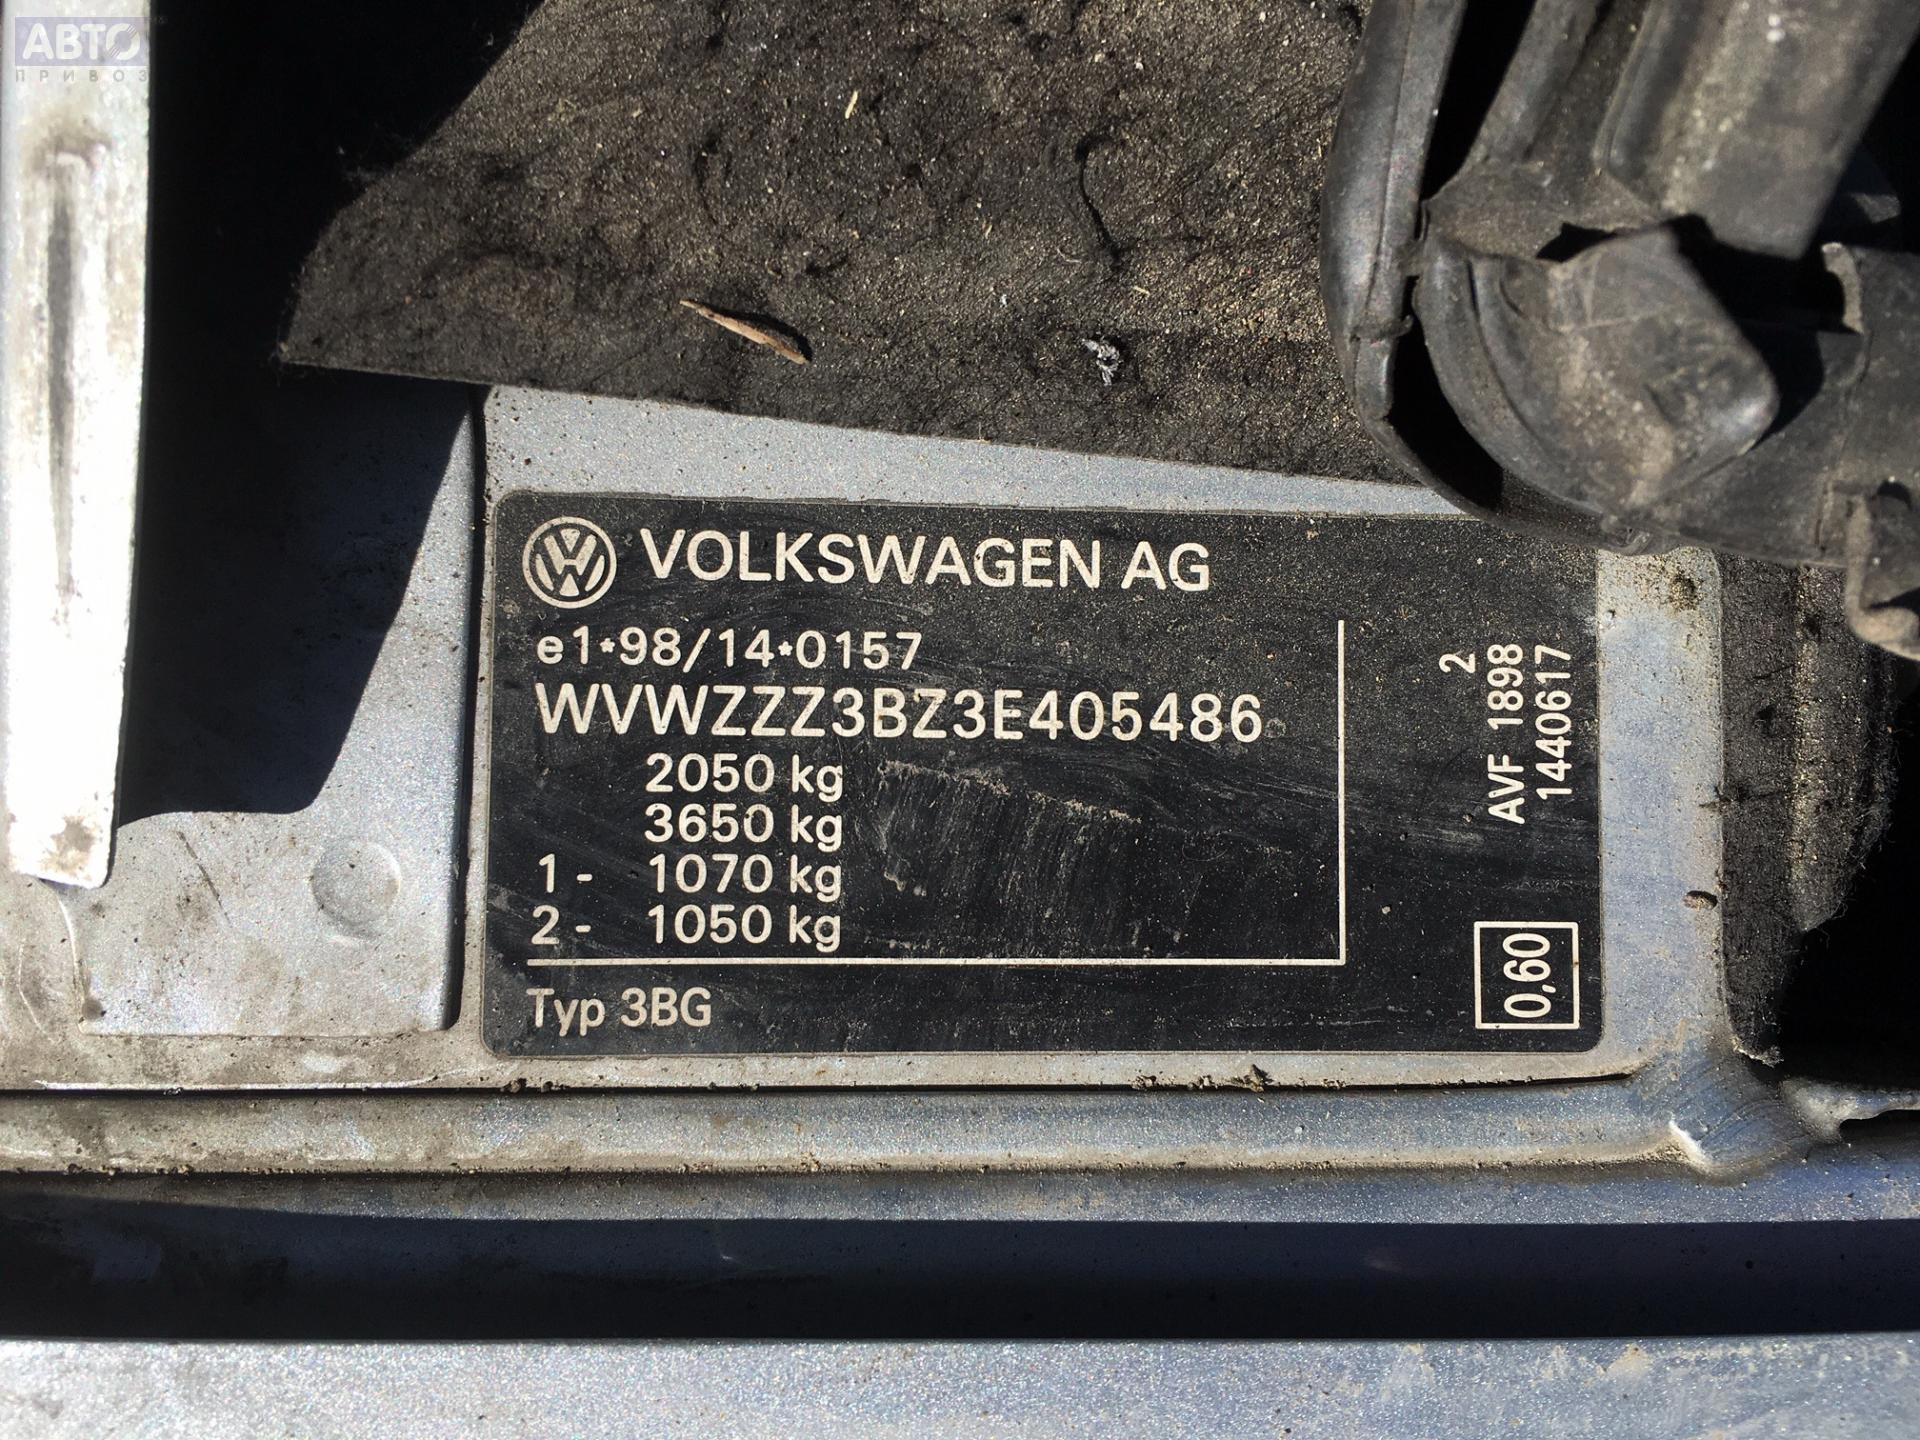 АВТО
ПРИВОЗ
VOLKSWAGEN AG
e1*98/14*0157
WVWZZZ3BZ3E405486
2050 kg
3650 kg
1- 1070 kg
2- 1050 kg
Typ 3BG
2
AVF 1898
1440617
0,60